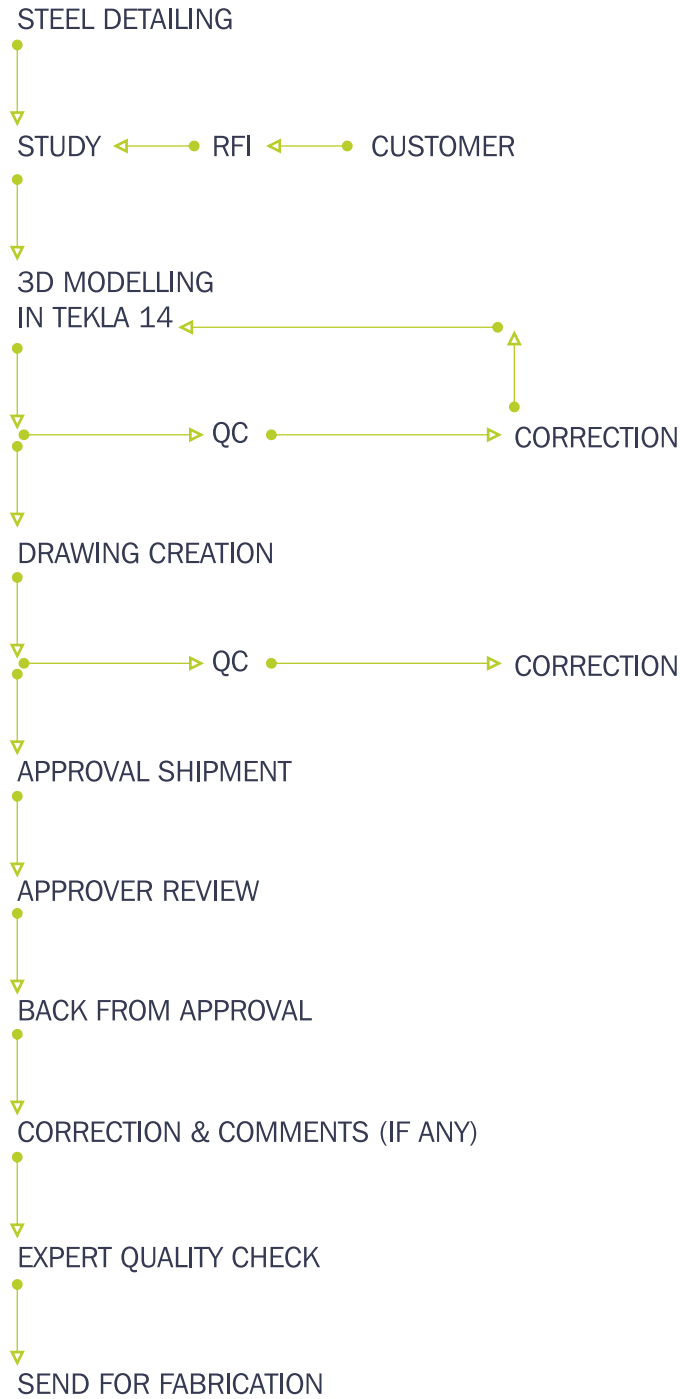 STEEL DETAILING
STUDY RFI CUSTOMER
3D MODELLING
IN TEKLA 14
QC CORRECTION
DRAWING CREATION
QC CORRECTION
APPROVAL SHIPMENT
APPROVER REVIEW
BACK FROM APPROVAL
CORRECTION & COMMENTS (IF ANY)
EXPERT QUALITY CHECK
SEND FOR FABRICATION